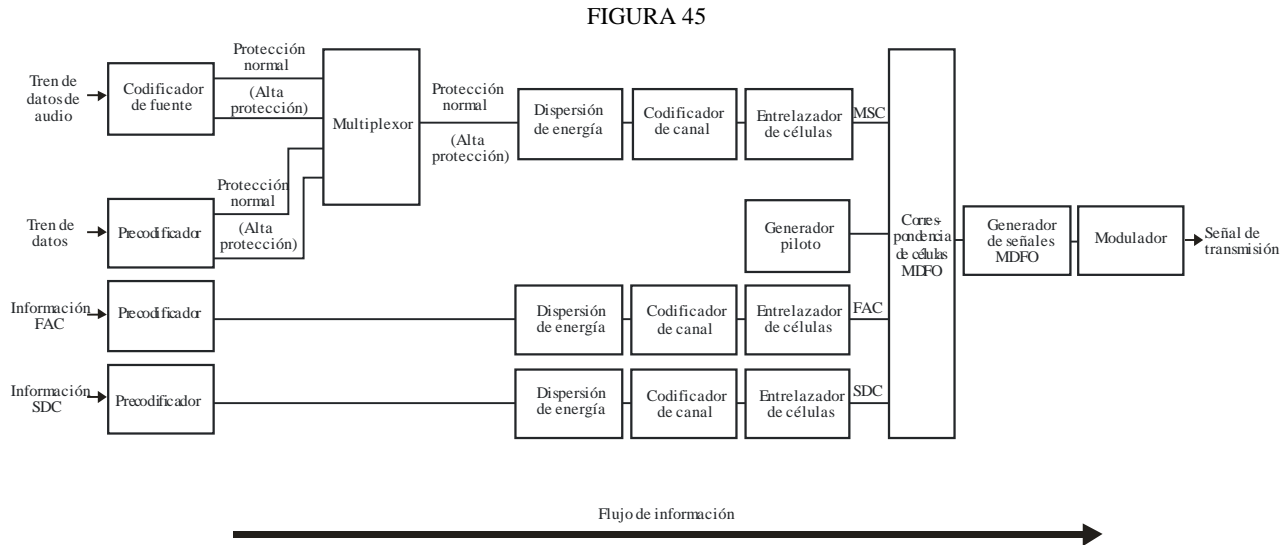 FIGURA 45
Tren de
datos de
audio
Codificador
de fuente
Protección
normal
(Alta
protección)
Multiplexor
Protección
normal
(Alta
protección)
Dispersión
de energía
Codificador
de canal
Entrelazador
de células
MSC
Tren de
datos
Precodificador
Protección
normal
(Alta
protección)
Generador
piloto
Corres-
pondencia
de células
MDFO
Generador
de señales
MDFO
Modulador
Señal de
transmisión
Información
FAC
Precodificador
Dispersión
de energía
Codificador
de canal
Entrelazador
de células
FAC
Información
SDC
Precodificador
Dispersión
de energía
Codificador
de canal
Entrelazador
de células
SDC
Flujo de información